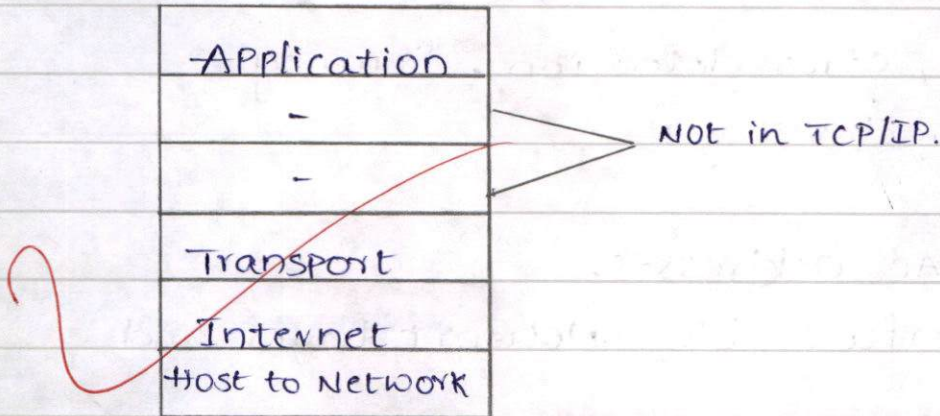 Application
-
-
NOT in TCP/IP.
Transport
Internet
Host to Network